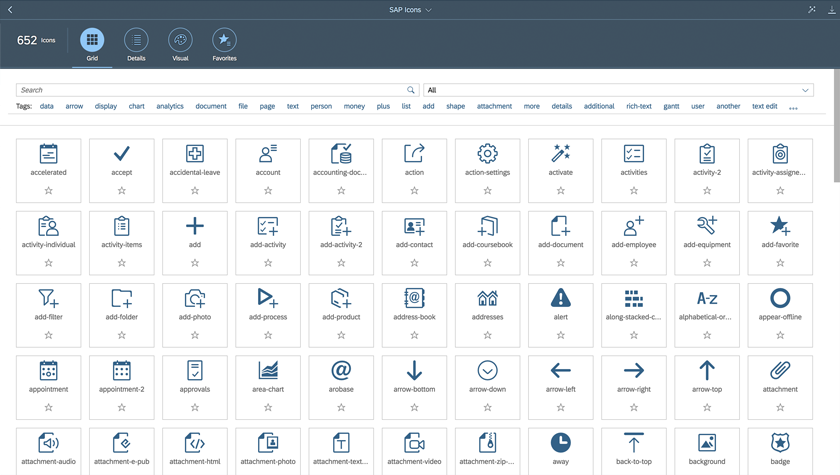 SAP Icons
652 Icons
Grid
Details
Visual
Favorites
Search
All
Tags: data arrow display chart analytics document file page text person money plus list add shape attachment more details additional rich-text gantt user another text edit ...
accelerated accept accidental-leave account accounting-doc... action action-settings activate activities activity-2 activity-assigne...
activity-individual activity-items add add-activity add-activity-2 add-contact add-coursebook add-document add-employee add-equipment add-favorite
add-filter add-folder add-photo add-process add-product address-book addresses alert along-stacked-c... alphabetical-or... appear-offline
A-Z
appointment appointment-2 approvals area-chart arobase arrow-bottom arrow-down arrow-left arrow-right arrow-top attachment
attachment-audio attachment-e-pub attachment-html attachment-photo attachment-text... attachment-video attachment-zip-... away back-to-top background badge